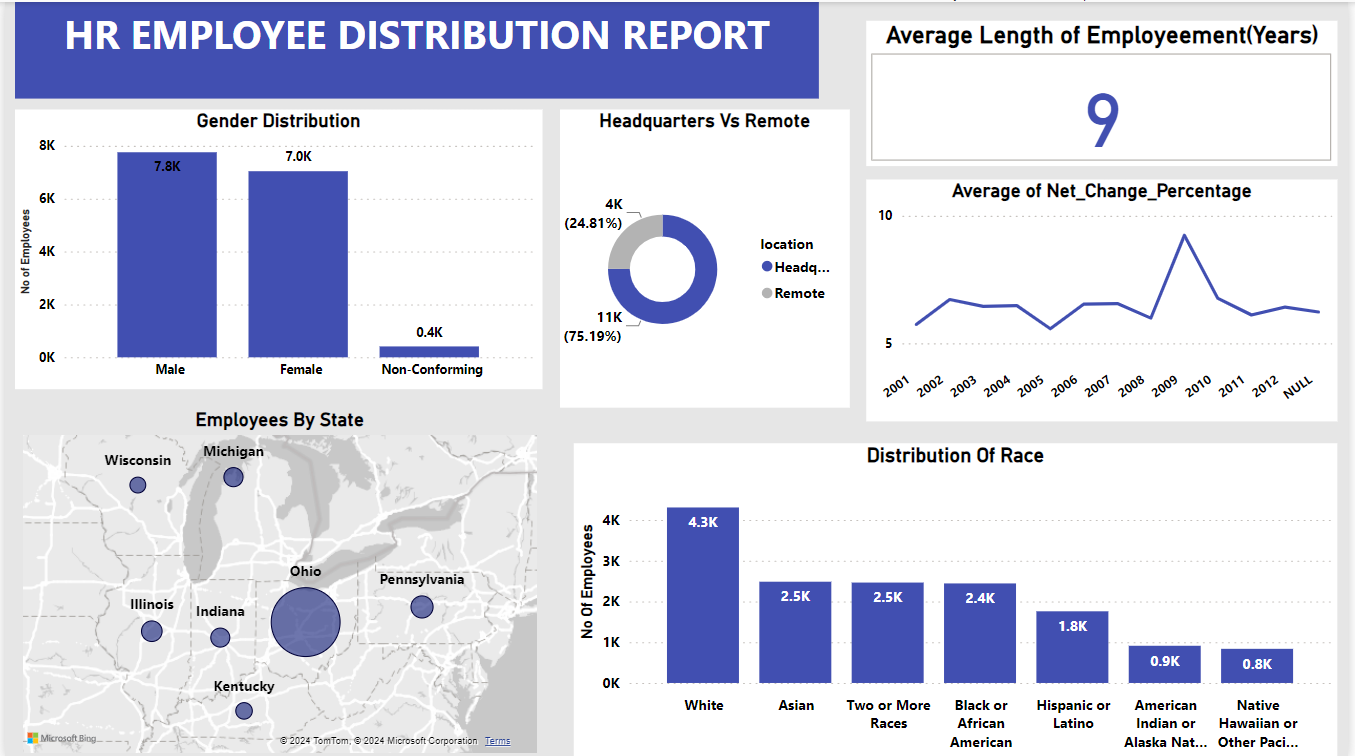 HR EMPLOYEE DISTRIBUTION REPORT
Average Length of Employeement(Years)
9
Gender Distribution
No of Employees
8K
6K
4K
2K
0K
7.8K
7.0K
0.4K
Male
Female
Non-Conforming
Headquarters Vs Remote
4K
(24.81%)
11K
(75.19%)
location
Headq...
Remote
Average of Net_Change_Percentage
10
5
2001
2002
2003
2004
2005
2006
2007
2008
2009
2010
2011
2012
NULL
Employees By State
Wisconsin
Michigan
Ohio
Pennsylvania
Illinois
Indiana
Kentucky
Microsoft Bing
© 2024 TomTom, © 2024 Microsoft Corporation Terms
Distribution Of Race
No Of Employees
4K
3K
2K
1K
0K
4.3K
2.5K
2.5K
2.4K
1.8K
0.9K
0.8K
White
Asian
Two or More
Races
Black or
African
American
Hispanic or
Latino
American
Indian or
Alaska Nat...
Native
Hawaiian or
Other Paci...